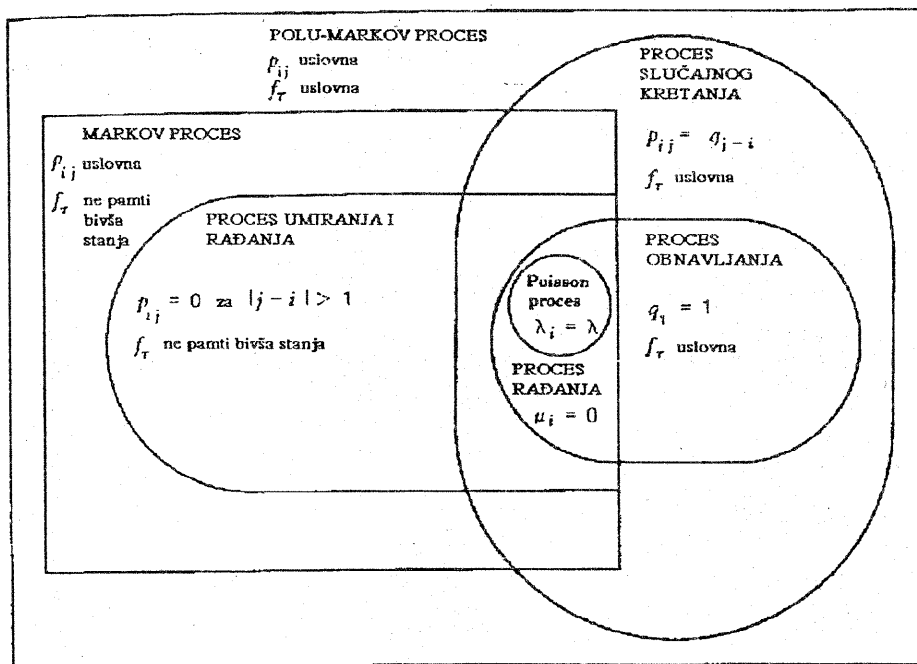 POLU-MARKOV PROCES
p_ij uslovna
f_τ uslovna
PROCES
SLUČAJNOG
KRETANJA
p_ij = q_j-i
f_τ uslovna
MARKOV PROCES
p_ij uslovna
f_τ ne pamti
bivša
stanja
PROCES UMIRANJA I
RAĐANJA
p_ij = 0 za |j - i| > 1
f_τ ne pamti bivša stanja
PROCES
OBNAVLJANJA
q_1 = 1
f_τ uslovna
Poisson
proces
λ_i = λ
PROCES
RAĐANJA
μ_i = 0